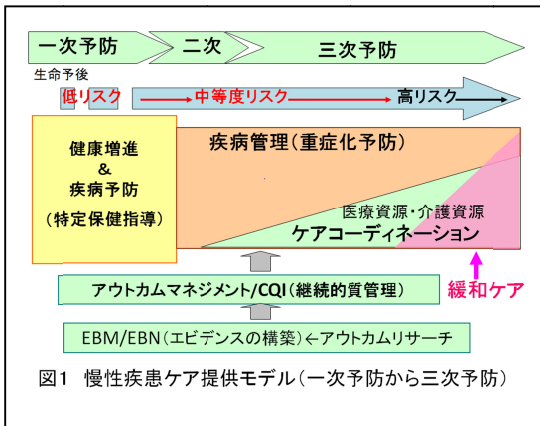 一次予防 二次 三次予防
生命予後
低リスク 中等度リスク 高リスク
健康増進
&
疾病予防
(特定保健指導)
疾病管理(重症化予防)
医療資源・介護資源
ケアコーディネーション
アウトカムマネジメント/CQI(継続的質管理)
緩和ケア
EBM/EBN(エビデンスの構築)←アウトカムリサーチ
図1 慢性疾患ケア提供モデル(一次予防から三次予防)